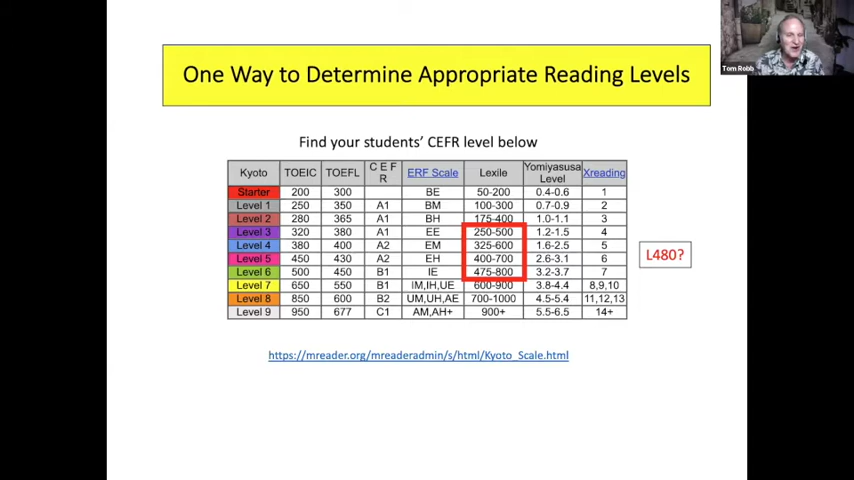 Tom Robb
One Way to Determine Appropriate Reading Levels
Find your students' CEFR level below
Kyoto TOEIC TOEFL CEFR ERF Scale Lexile Yomiyasusa Level Xreading
Starter 200 300 BE 50-200 0.4-0.6 1
Level 1 250 350 A1 BM 100-300 0.7-0.9 2
Level 2 280 365 A1 BH 175-400 1.0-1.1 3
Level 3 320 380 A1 EE 250-500 1.2-1.5 4
Level 4 380 400 A2 EM 325-600 1.6-2.5 5
Level 5 450 430 A2 EH 400-700 2.6-3.1 6
Level 6 500 450 B1 IE 475-800 3.2-3.7 7
Level 7 650 550 B1 IM,IH,UE 600-900 3.8-4.4 8,9,10
Level 8 850 600 B2 UM,UH,AE 700-1000 4.5-5.4 11,12,13
Level 9 950 677 C1 AM,AH+ 900+ 5.5-6.5 14+
L480?
https://mreader.org/mreaderadmin/s/html/Kyoto_Scale.html